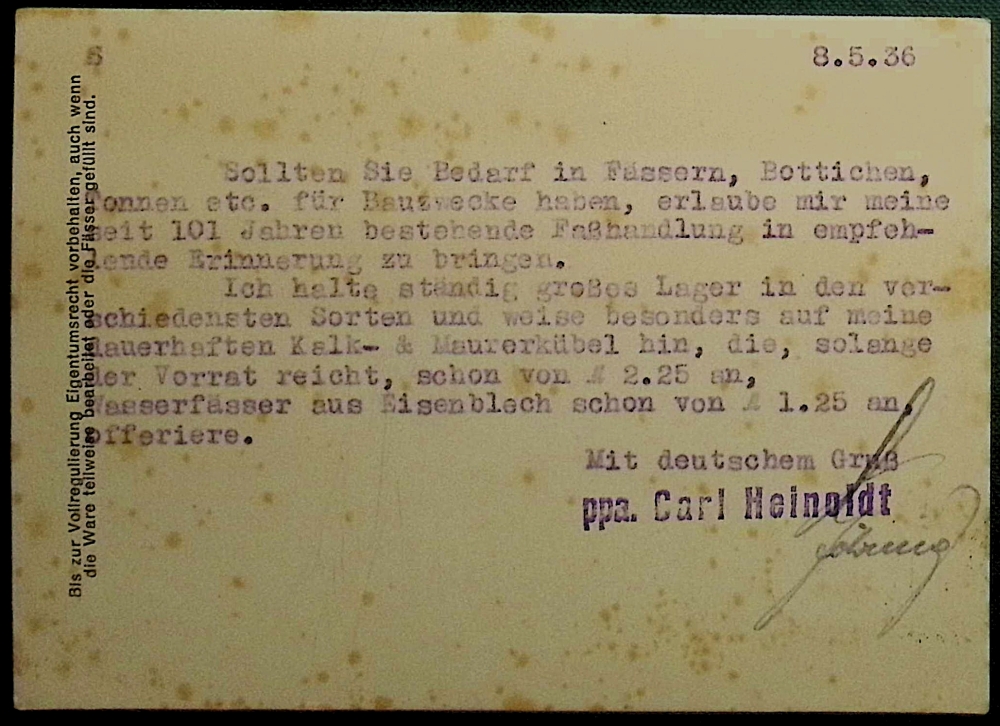 S
8.5.36
Bis zur Vollregulierung Eigentumsrecht vorbehalten, auch wenn
die Ware teilweise bearbeitet oder die Fässer gefüllt sind.
Sollten Sie Bedarf in Fässern, Bottichen,
Tonnen etc. für Bauzwecke haben, erlaube mir meine
seit 101 Jahren bestehende Faßhandlung in empfeh-
lende Erinnerung zu bringen.
Ich halte ständig großes Lager in den ver-
schiedensten Sorten und weise besonders auf meine
dauerhaften Kalk- & Maurerkübel hin, die, solange
der Vorrat reicht, schon von ℳ 2.25 an,
Wasserfässer aus Eisenblech schon von ℳ 1.25 an,
offeriere.
Mit deutschem Gruß
ppa. Carl Heinoldt